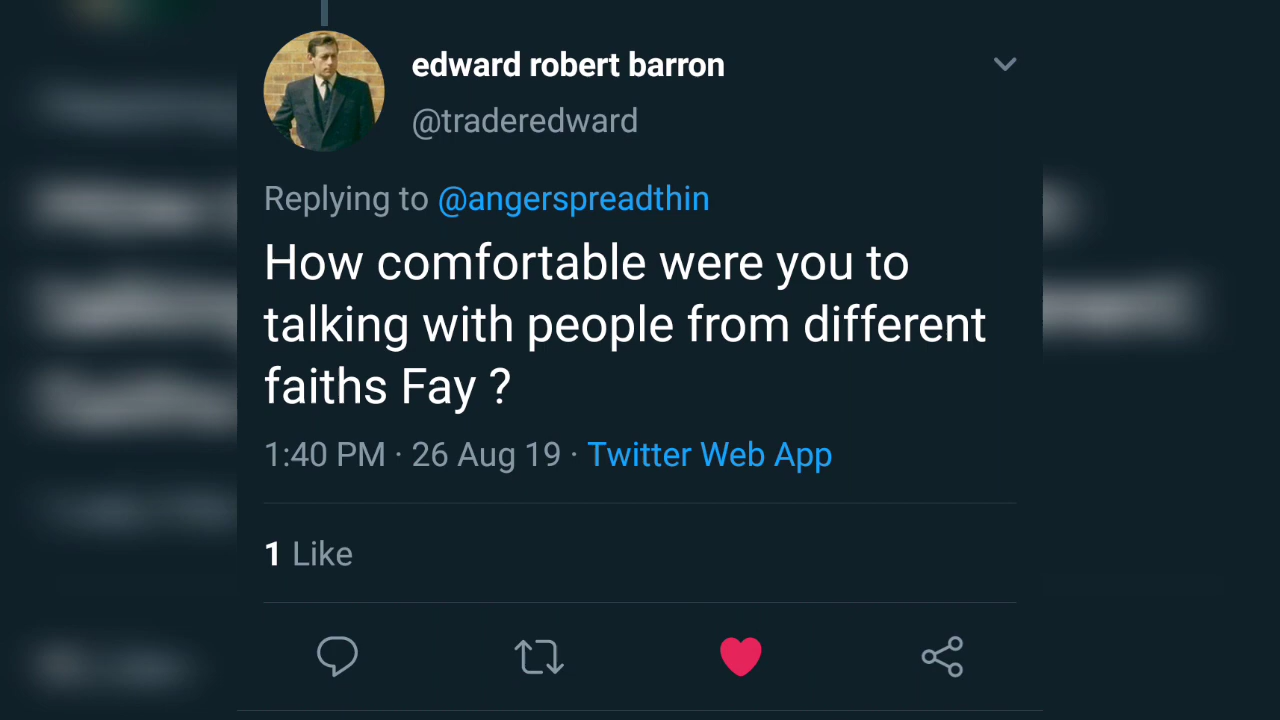 edward robert barron
@traderedward
Replying to @angerspreadthin
How comfortable were you to
talking with people from different
faiths Fay ?
1:40 PM · 26 Aug 19 · Twitter Web App
1 Like